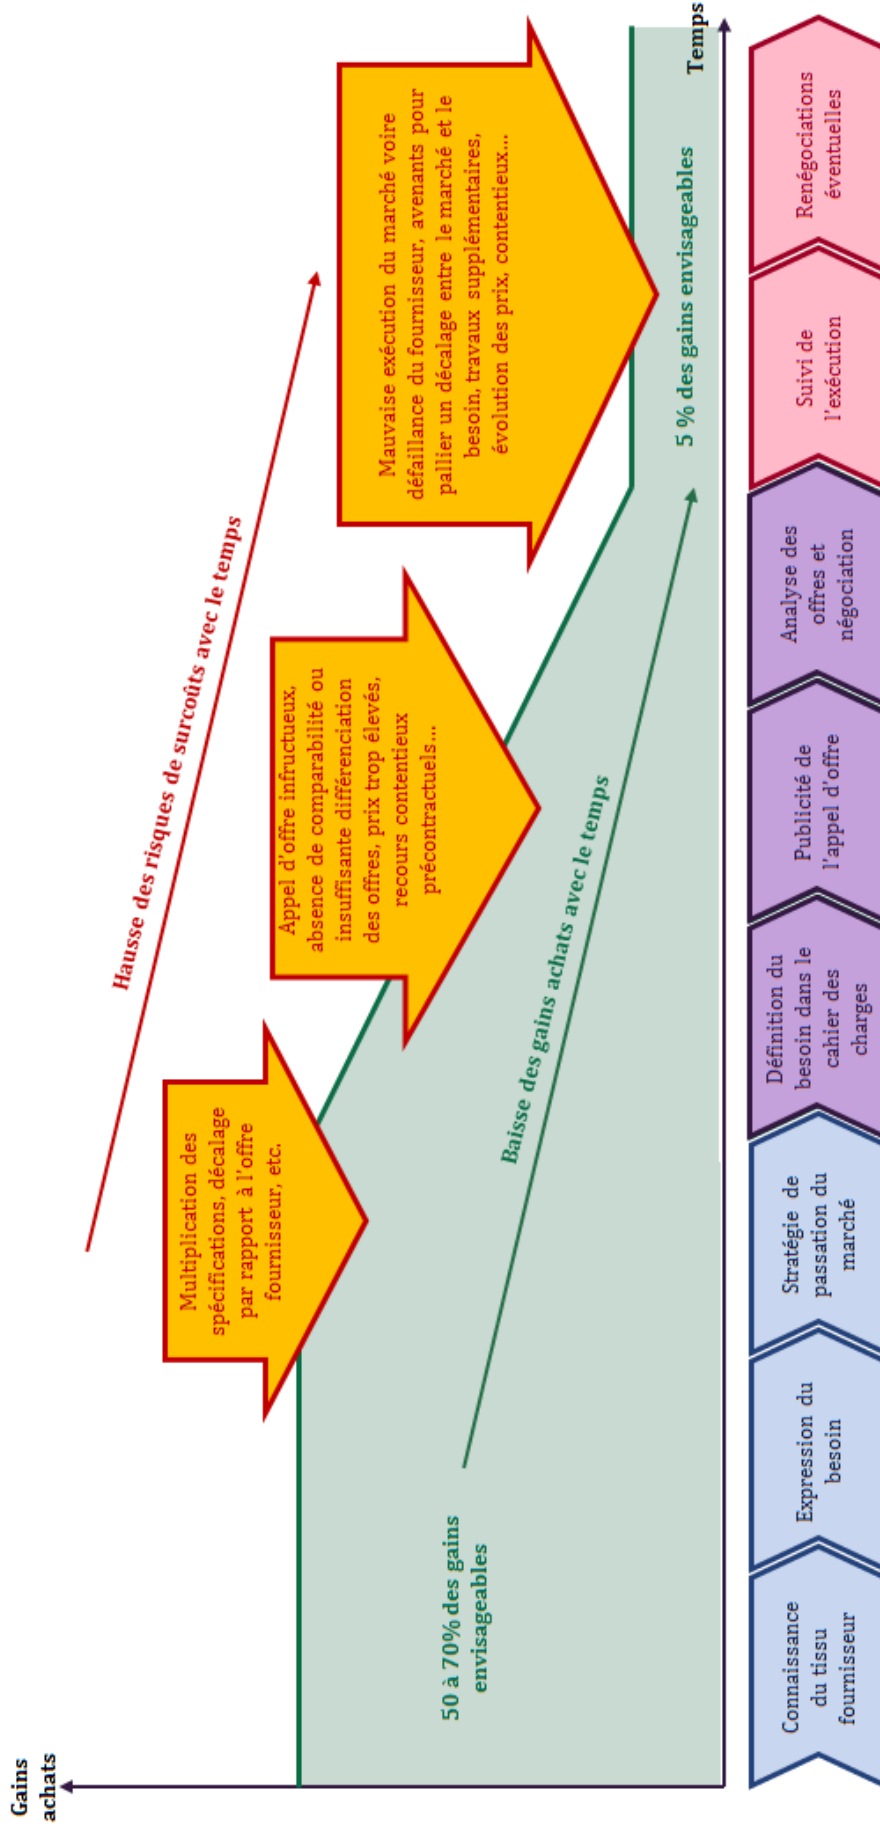 Gains
achats
Hausse des risques de surcoûts avec le temps
Multiplication des
spécifications, décalage
par rapport à l'offre
fournisseur, etc.
Appel d'offre infructueux,
absence de comparabilité ou
insuffisante différenciation
des offres, prix trop élevés,
recours contentieux
précontractuels...
Mauvaise exécution du marché voire
défaillance du fournisseur, avenants pour
pallier un décalage entre le marché et le
besoin, travaux supplémentaires,
évolution des prix, contentieux...
50 à 70% des gains
envisageables
Baisse des gains achats avec le temps
5 % des gains envisageables
Temps
Connaissance
du tissu
fournisseur
Expression du
besoin
Stratégie de
passation du
marché
Définition du
besoin dans le
cahier des
charges
Publicité de
l'appel d'offre
Analyse des
offres et
négociation
Suivi de
l'exécution
Renégociations
éventuelles